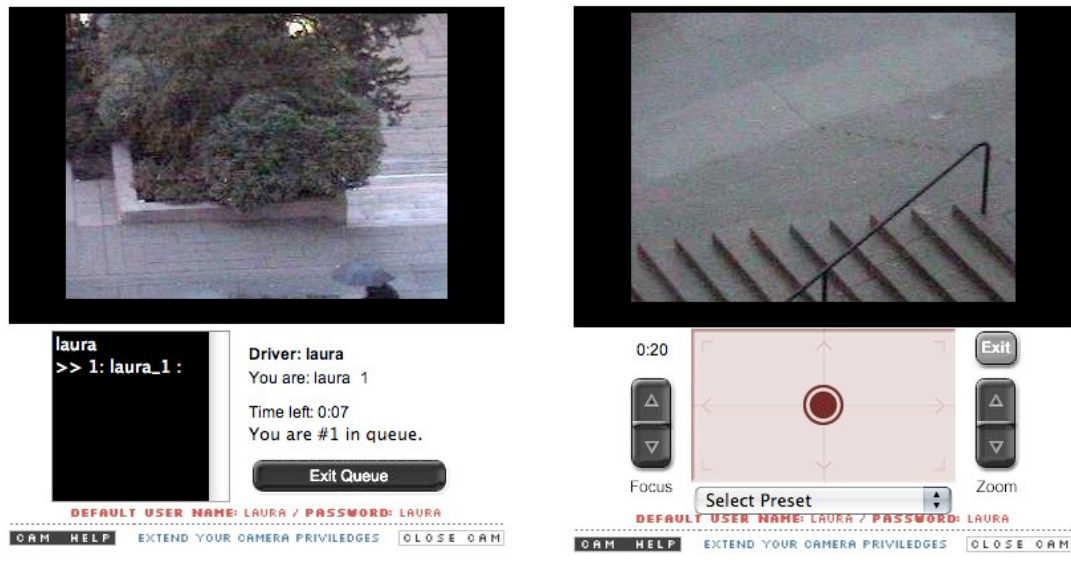 laura
>> 1: laura_1 :
Driver: laura
You are: laura 1
Time left: 0:07
You are #1 in queue.
Exit Queue
DEFAULT USER NAME: LAURA / PASSWORD: LAURA
CAM HELP EXTEND YOUR CAMERA PRIVILEDGES CLOSE CAM
0:20
Exit
Focus
Zoom
Select Preset
DEFAULT USER NAME: LAURA / PASSWORD: LAURA
CAM HELP EXTEND YOUR CAMERA PRIVILEDGES CLOSE CAM